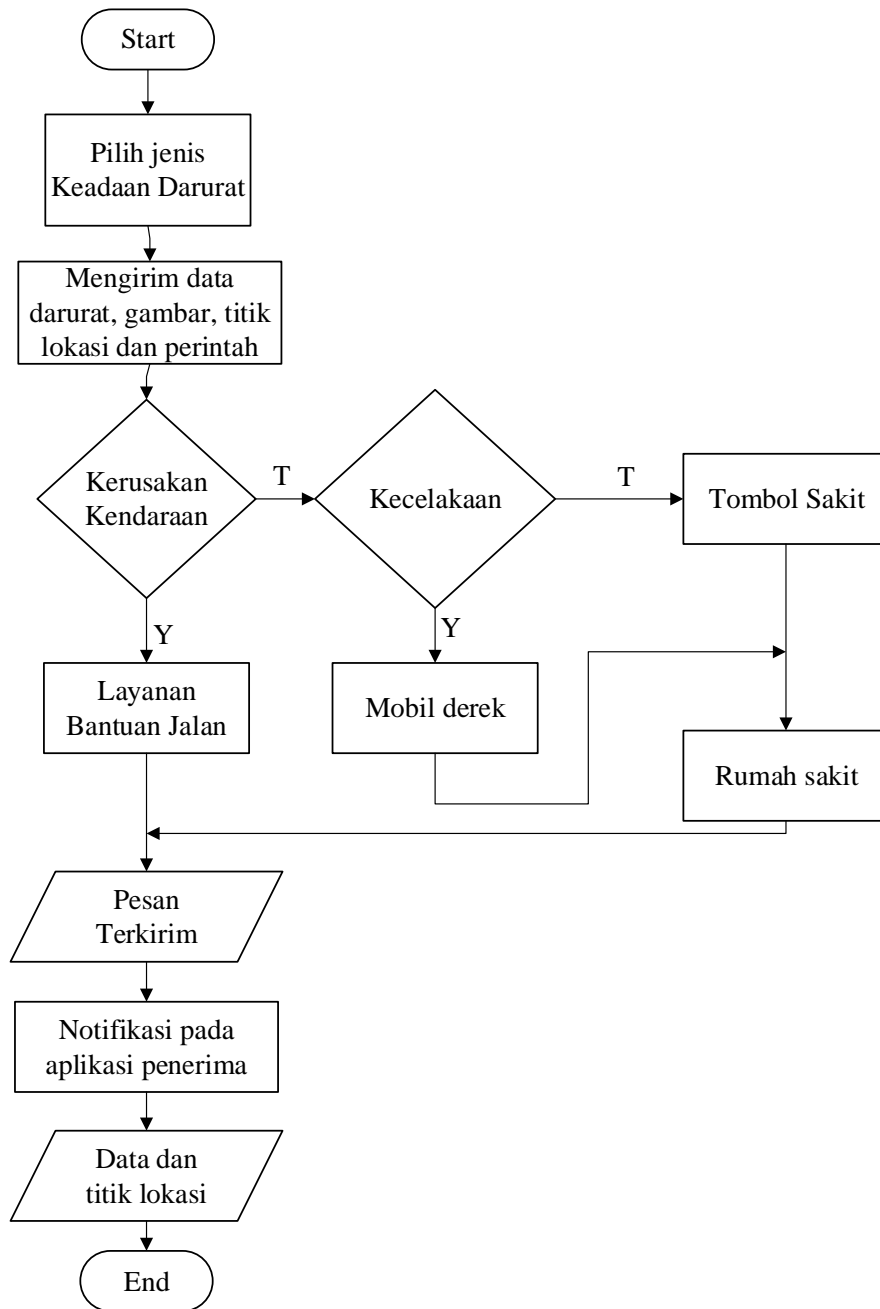 Start
Pilih jenis
Keadaan Darurat
Mengirim data
darurat, gambar, titik
lokasi dan perintah
Kerusakan
Kendaraan
T
Kecelakaan
T
Tombol Sakit
Y
Y
Layanan
Bantuan Jalan
Mobil derek
Rumah sakit
Pesan
Terkirim
Notifikasi pada
aplikasi penerima
Data dan
titik lokasi
End